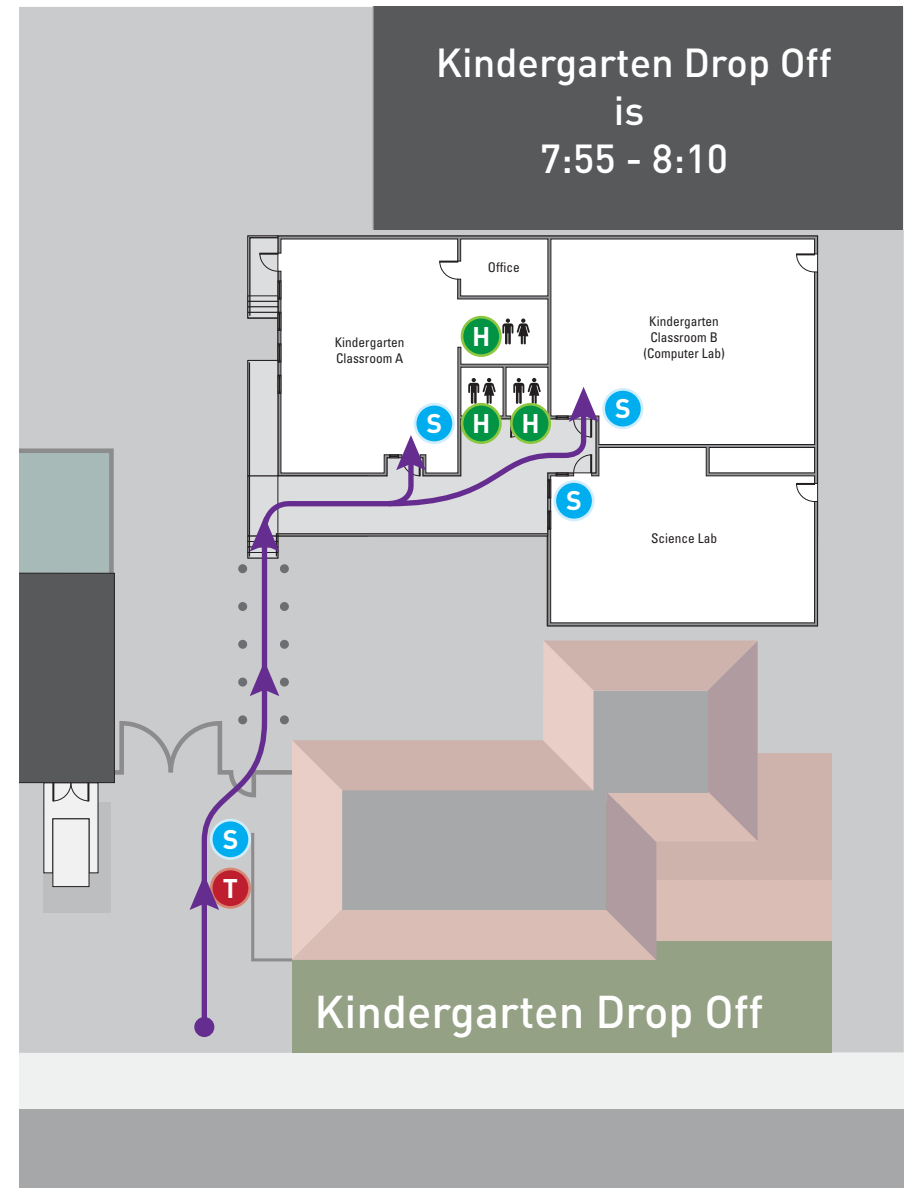 Kindergarten Drop Off
is
7:55 - 8:10
Office
Kindergarten
Classroom A
Kindergarten
Classroom B
(Computer Lab)
H
S
S
H
H
S
Science Lab
S
T
Kindergarten Drop Off